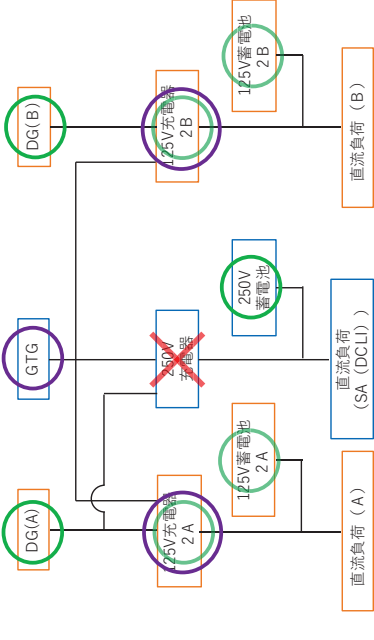 DG(A)
GTG
DG(B)
125V充電器
2A
250V
充電器
125V充電器
2B
125V蓄電池
2A
250V
蓄電池
125V蓄電池
2B
直流負荷（A）
直流負荷
(SA（DCLI）)
直流負荷（B）